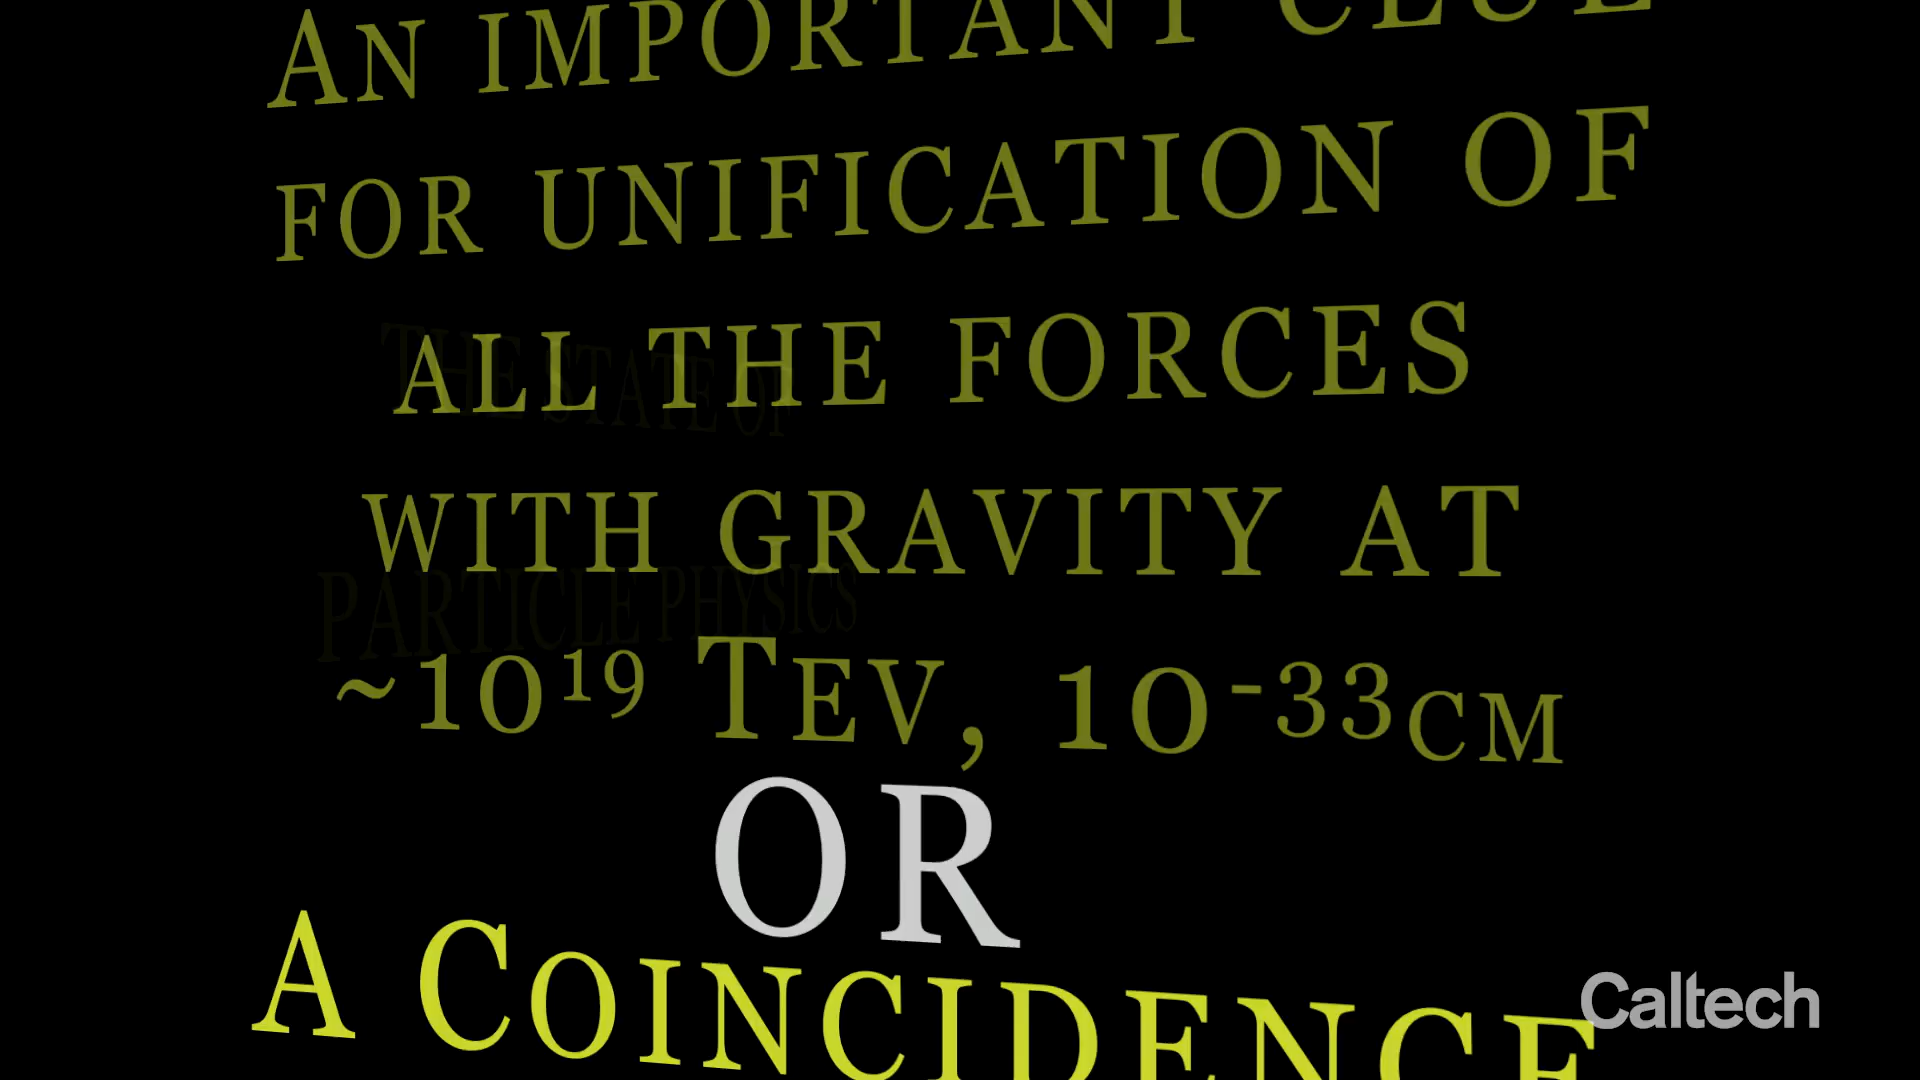 AN IMPORTANT CLUE
FOR UNIFICATION OF
ALL THE FORCES
THE STATE OF
WITH GRAVITY AT
PARTICLE PHYSICS
~10¹⁹ TEV, 10⁻³³CM
OR
A COINCIDENCE
Caltech